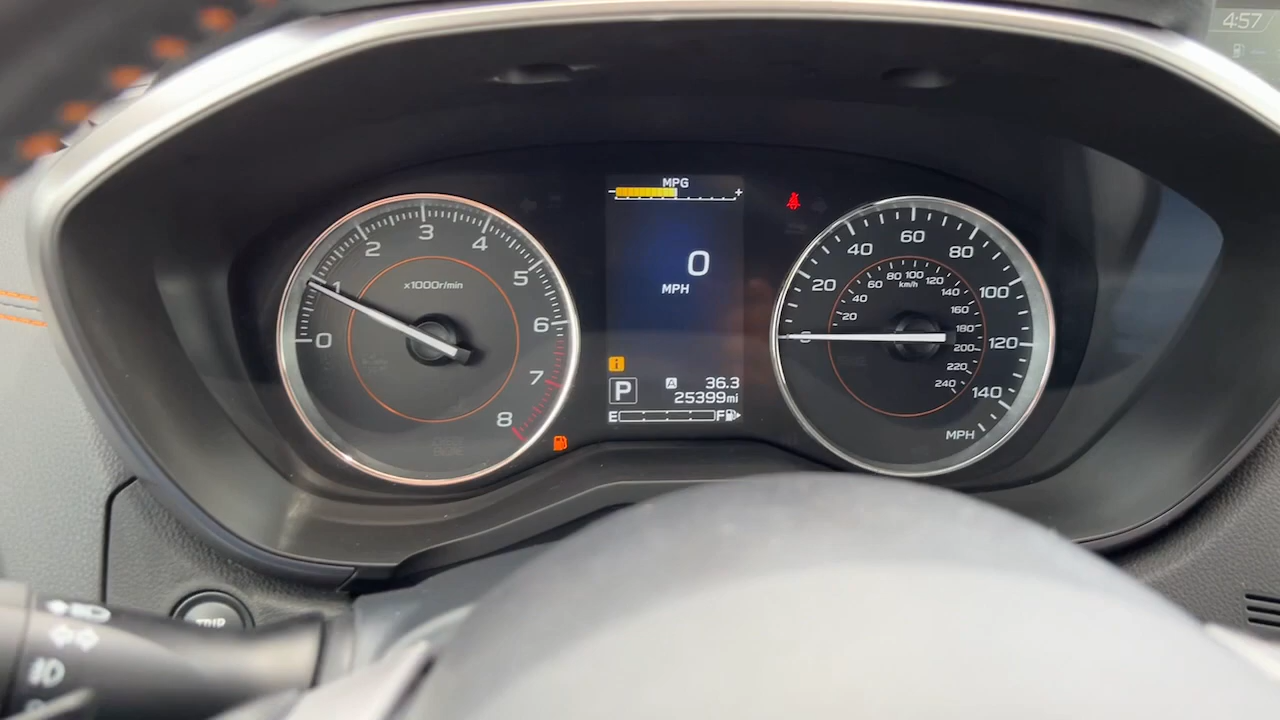 4:57
MPG
- +
0
MPH
i
P
A 36.3
25399mi
E F
0
1
2
3
4
5
6
7
8
x1000r/min
20
40
60
80
100
120
140
MPH
20
40
60
80
100
120
140
160
180
200
220
240
km/h
TRIP